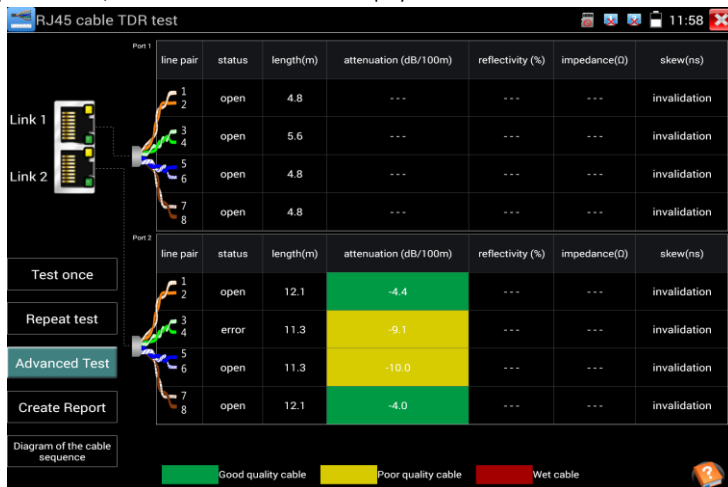 RJ45 cable TDR test
11:58
Port 1
line pair status length(m) attenuation (dB/100m) reflectivity (%) impedance(Ω) skew(ns)
1
2
open 4.8 --- --- --- invalidation
Link 1
3
4
open 5.6 --- --- --- invalidation
Link 2
5
6
open 4.8 --- --- --- invalidation
7
8
open 4.8 --- --- --- invalidation
Port 2
line pair status length(m) attenuation (dB/100m) reflectivity (%) impedance(Ω) skew(ns)
Test once
1
2
open 12.1 -4.4 --- --- invalidation
Repeat test
3
4
error 11.3 -9.1 --- --- invalidation
Advanced Test
5
6
open 11.3 -10.0 --- --- invalidation
Create Report
7
8
open 12.1 -4.0 --- --- invalidation
Diagram of the cable
sequence
Good quality cable Poor quality cable Wet cable
?